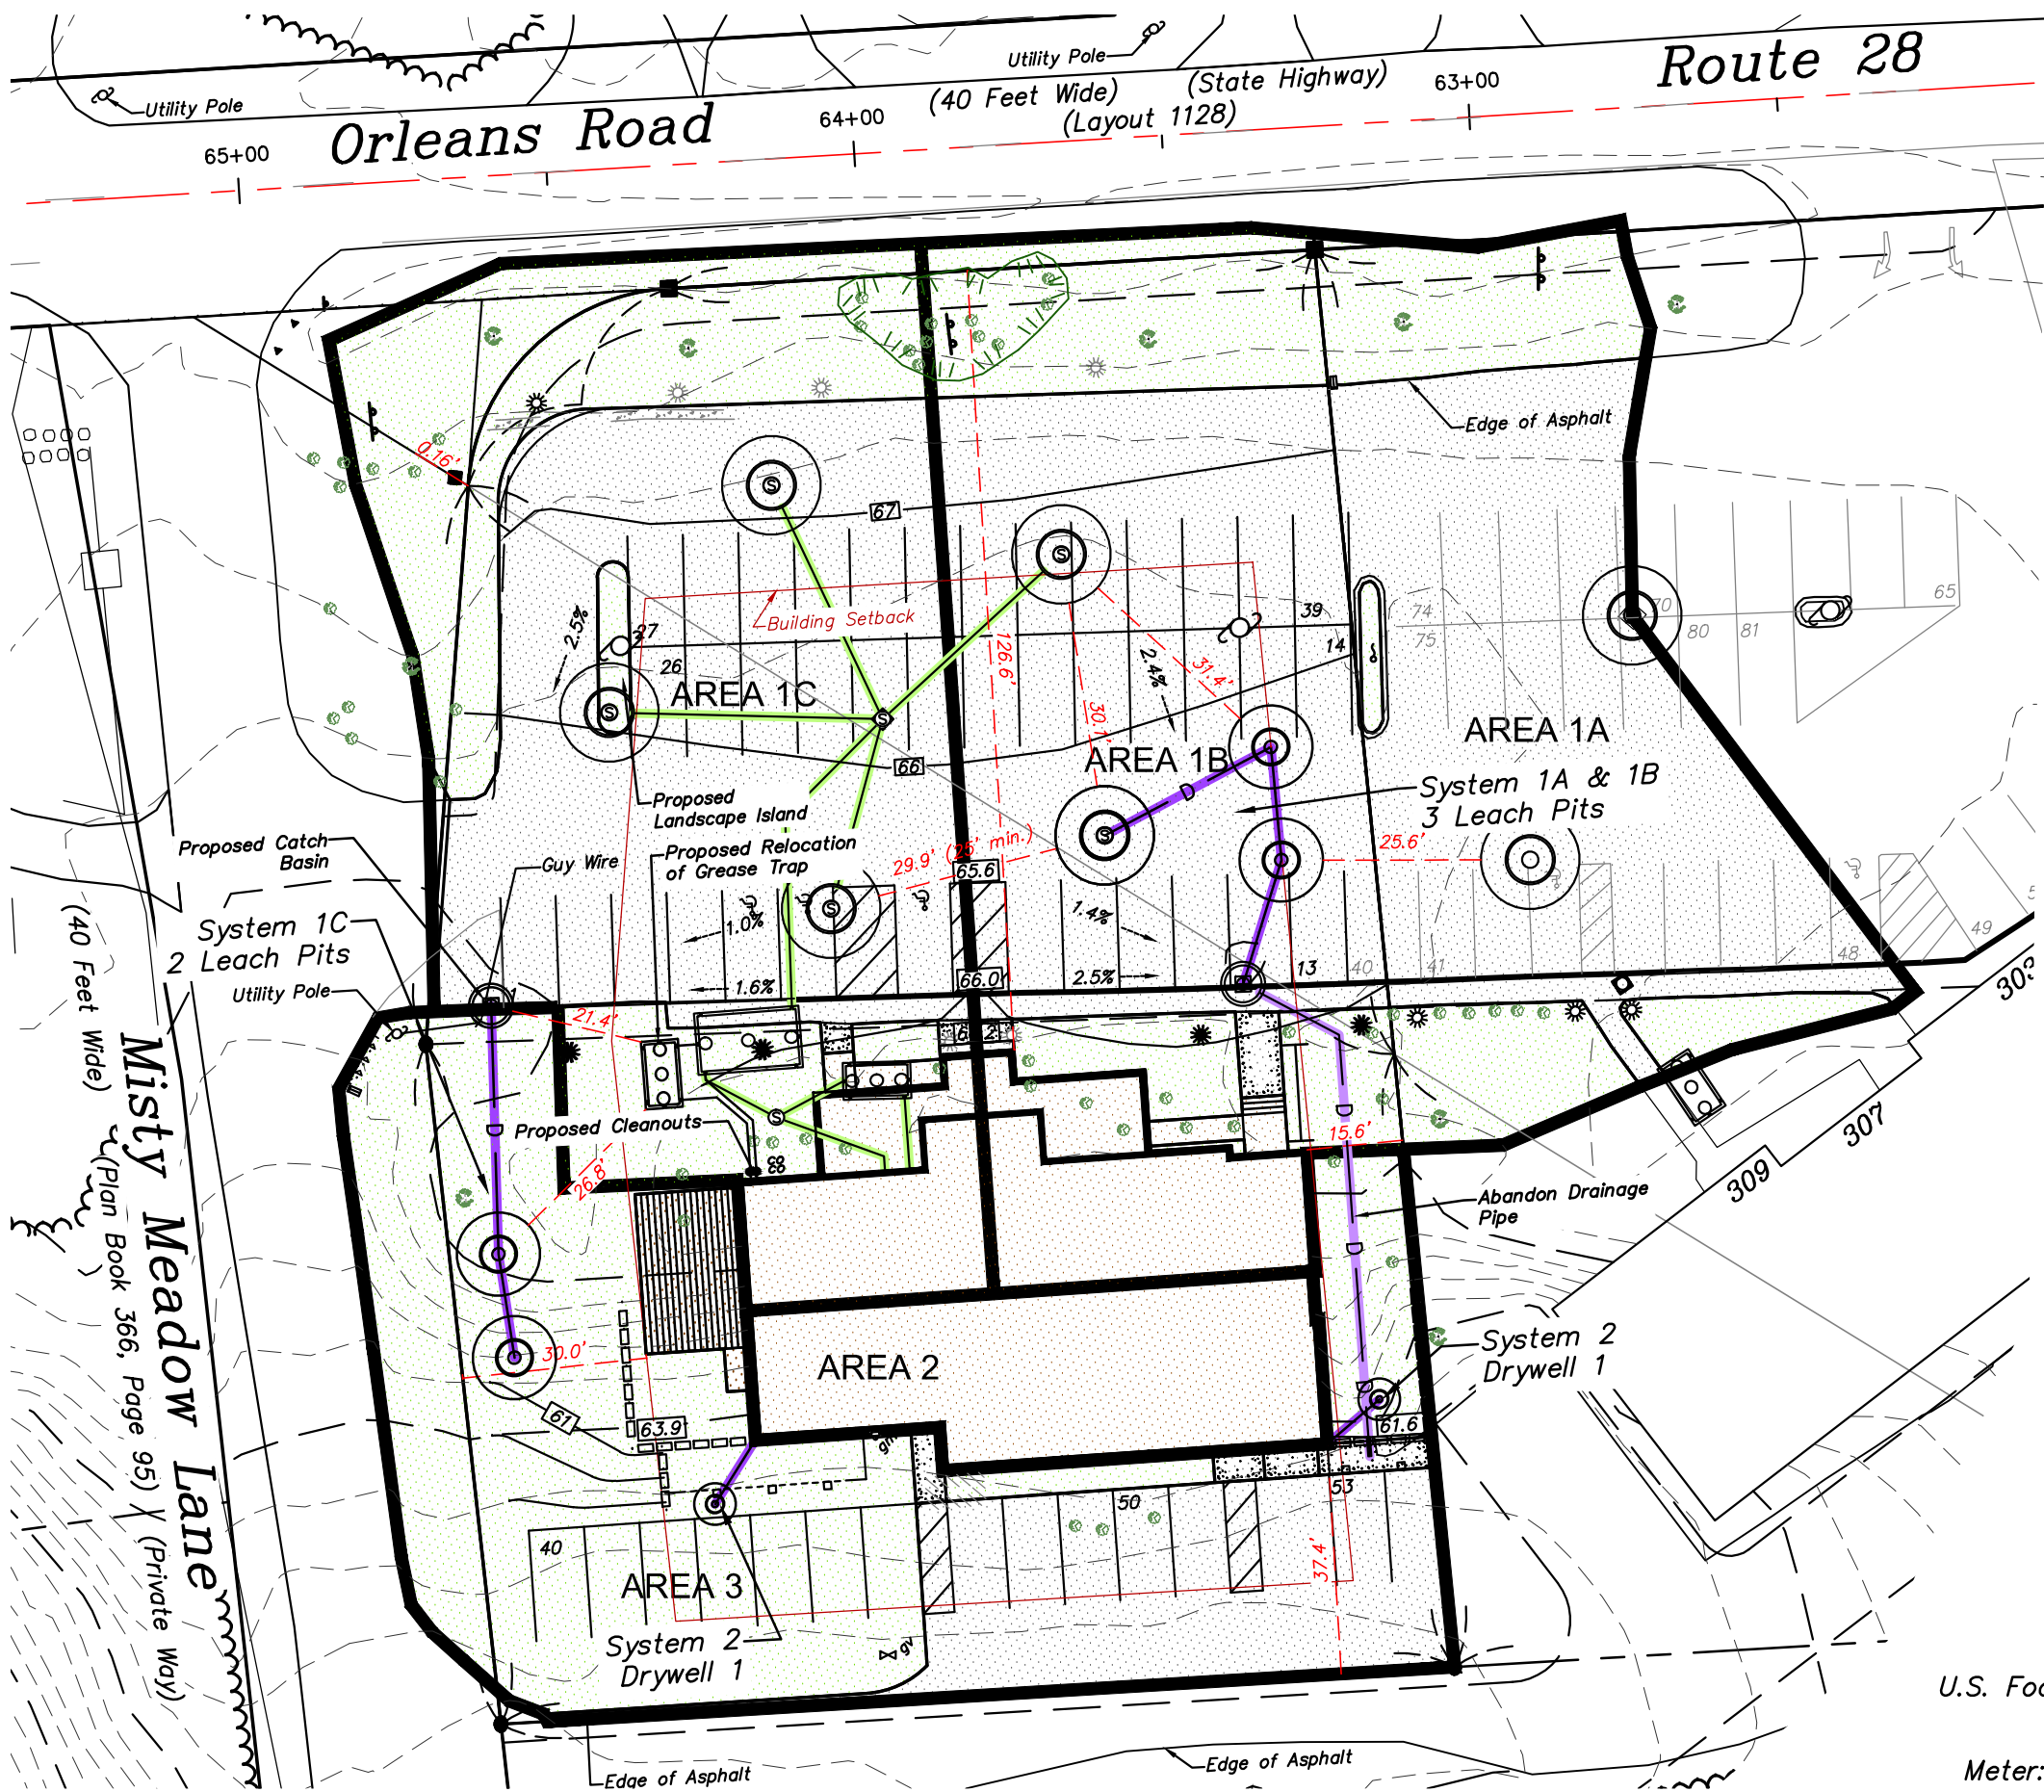 Utility Pole
Utility Pole
Orleans Road
(40 Feet Wide)
(State Highway)
(Layout 1128)
Route 28
65+00
64+00
63+00
Edge of Asphalt
0.16'
67
Building Setback
2.5%
27
26
AREA 1C
126.6'
30.1'
31.4'
2.4%
39
14
74
75
70
80
81
65
AREA 1B
AREA 1A
System 1A & 1B
3 Leach Pits
66
Proposed
Landscape Island
Proposed Relocation
of Grease Trap
Proposed Catch
Basin
Guy Wire
29.9' (25' min.)
65.6
25.6'
System 1C
2 Leach Pits
Utility Pole
1.0%
1.6%
1.4%
2.5%
66.0
13
40
41
48
49
1
21.4'
Proposed Cleanouts
26.8'
15.6'
303
307
309
Abandon Drainage
Pipe
30.0'
AREA 2
System 2
Drywell 1
61
63.9
61.6
gm
50
53
40
AREA 3
37.4'
System 2
Drywell 1
gv
Misty Meadow Lane
(40 Feet Wide)
(Plan Book 366, Page 95)
(Private Way)
Edge of Asphalt
Edge of Asphalt
U.S. Foo
Meter